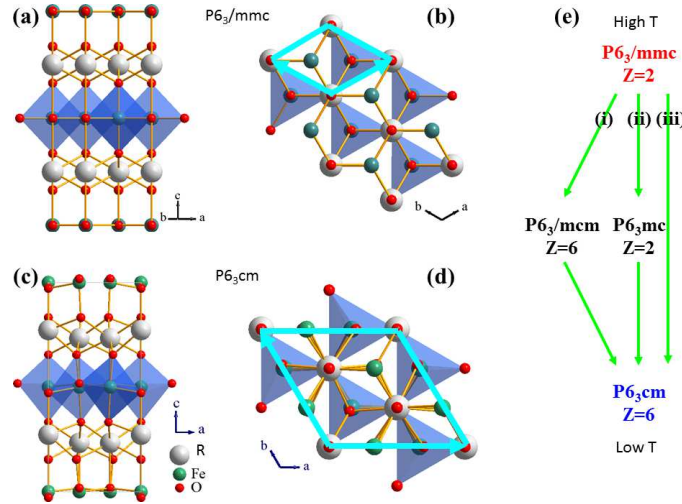 (a)
P6₃/mmc
(b)
(e)
High T
P6₃/mmc
Z=2
(i) (ii) (iii)
c
b a
b a
P6₃/mcm P6₃mc
Z=6 Z=2
(c)
P6₃cm
(d)
c
a
R
Fe
O
b
a
P6₃cm
Z=6
Low T